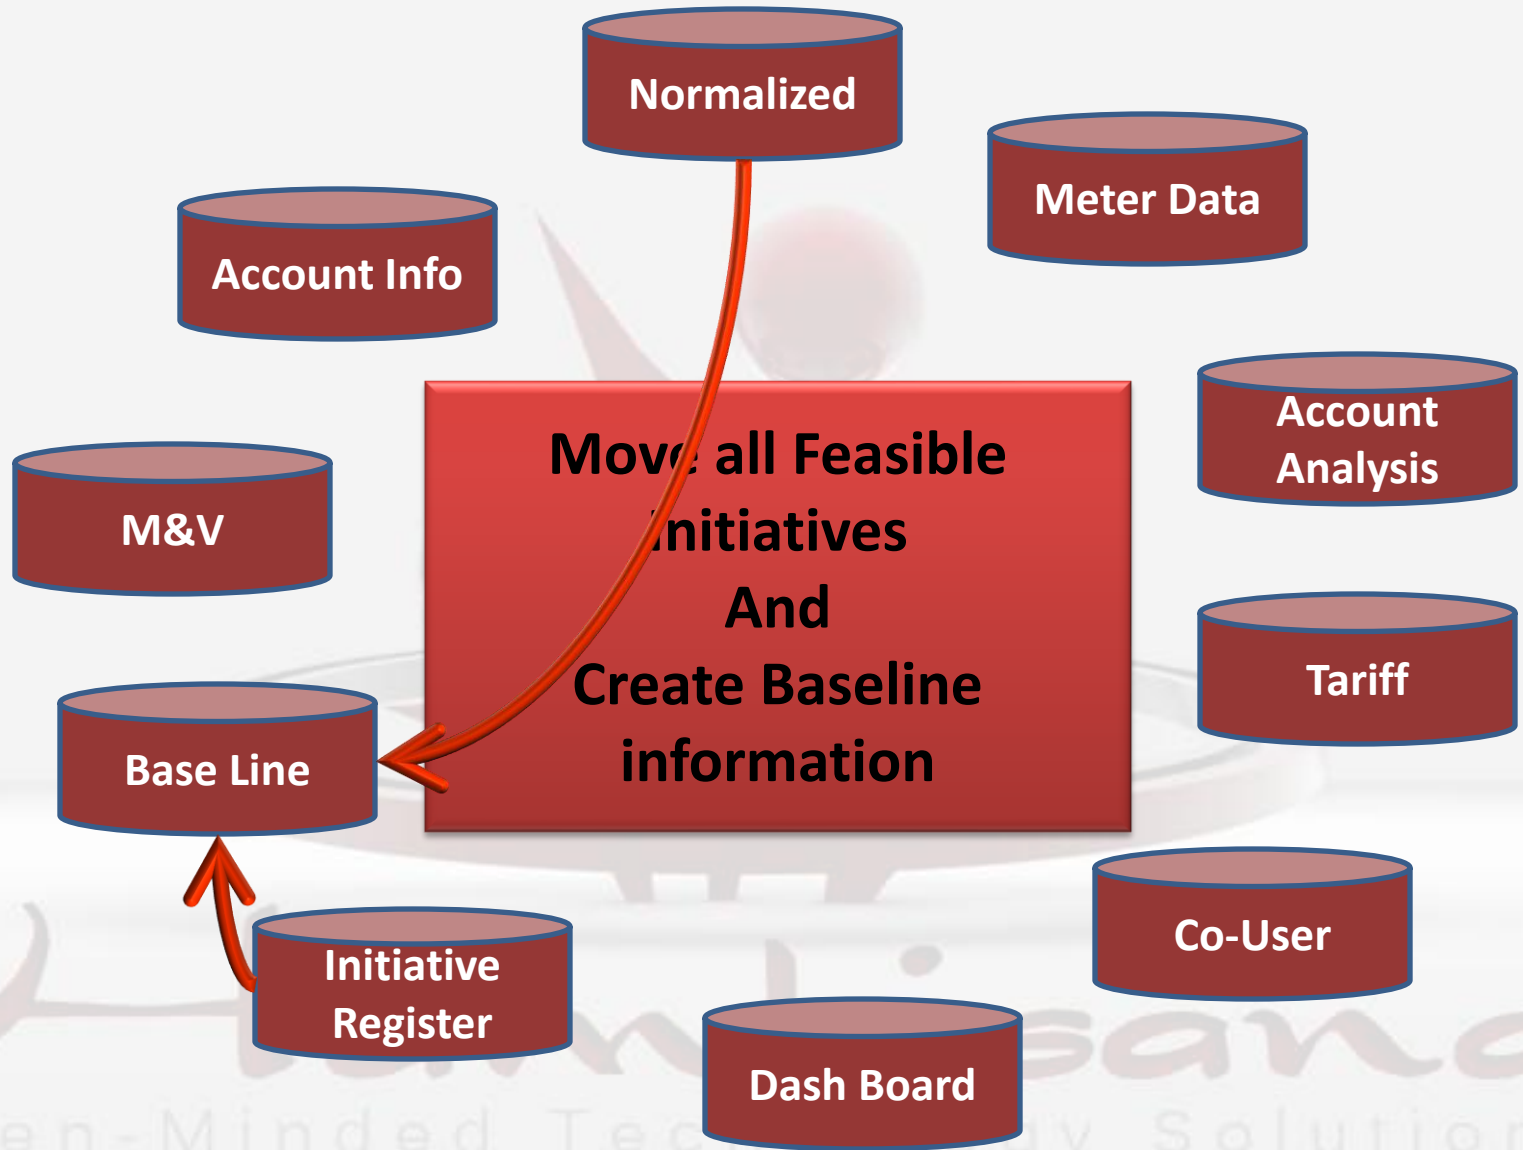 Normalized
Meter Data
Account Info
Account
Analysis
Move all Feasible
Initiatives
And
Create Baseline
information
M&V
Tariff
Base Line
Co-User
Initiative
Register
Dash Board